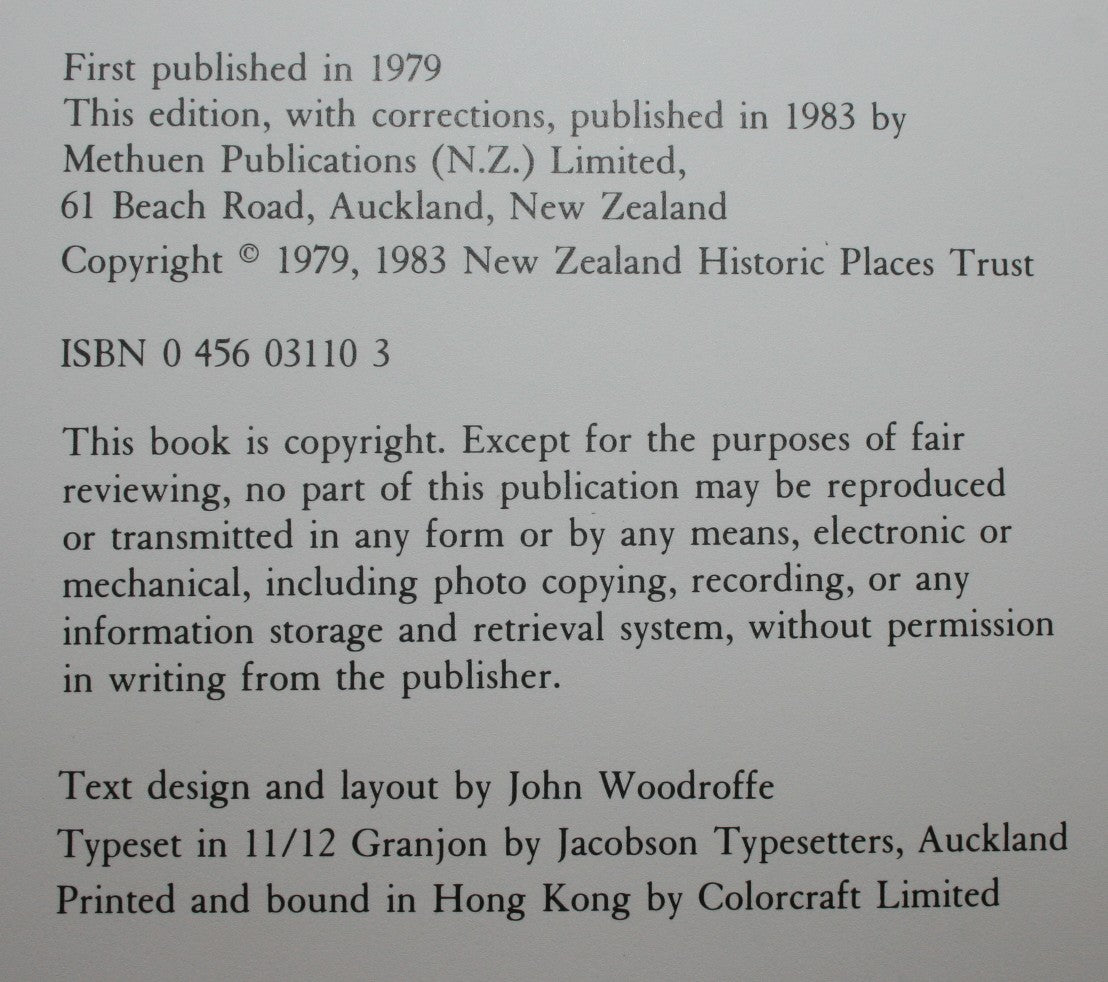 First published in 1979
This edition, with corrections, published in 1983 by
Methuen Publications (N.Z.) Limited,
61 Beach Road, Auckland, New Zealand
Copyright © 1979, 1983 New Zealand Historic Places Trust
ISBN 0 456 03110 3
This book is copyright. Except for the purposes of fair
reviewing, no part of this publication may be reproduced
or transmitted in any form or by any means, electronic or
mechanical, including photo copying, recording, or any
information storage and retrieval system, without permission
in writing from the publisher.
Text design and layout by John Woodroffe
Typeset in 11/12 Granjon by Jacobson Typesetters, Auckland
Printed and bound in Hong Kong by Colorcraft Limited